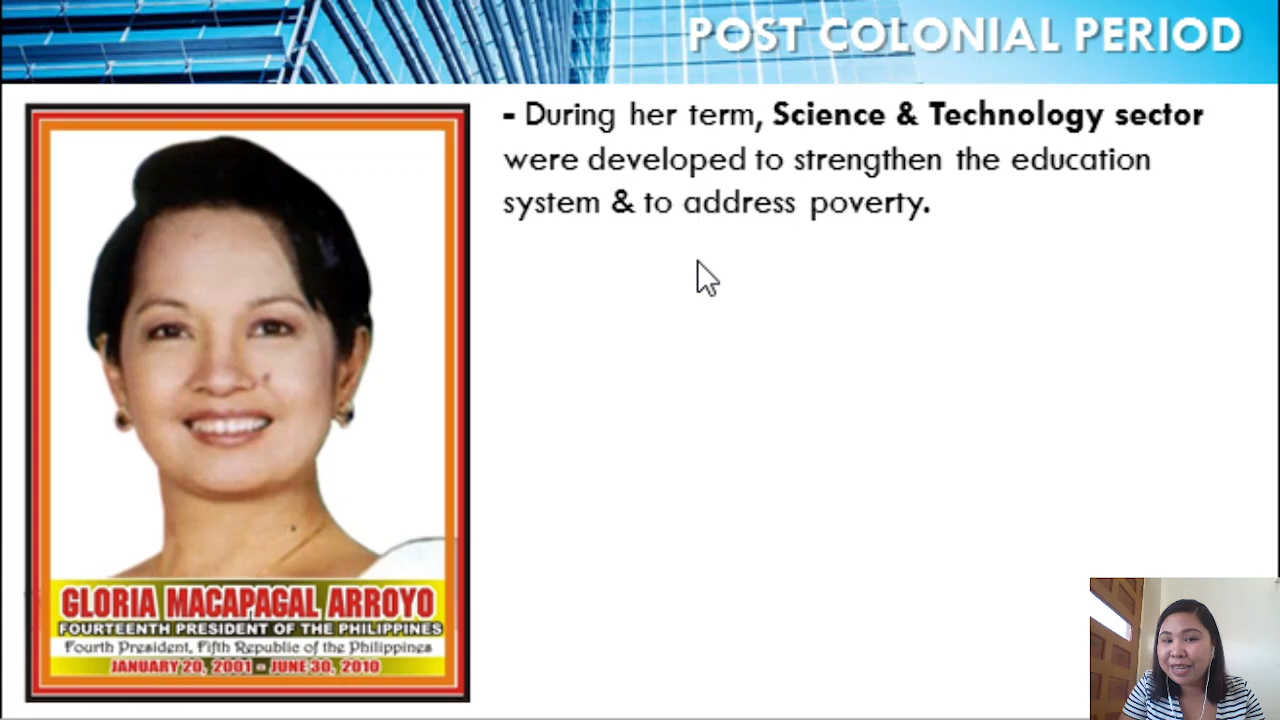 POST COLONIAL PERIOD
- During her term, Science & Technology sector
were developed to strengthen the education
system & to address poverty.
GLORIA MACAPAGAL ARROYO
FOURTEENTH PRESIDENT OF THE PHILIPPINES
Fourth President, Fifth Republic of the Philippines
JANUARY 20, 2001 - JUNE 30, 2010